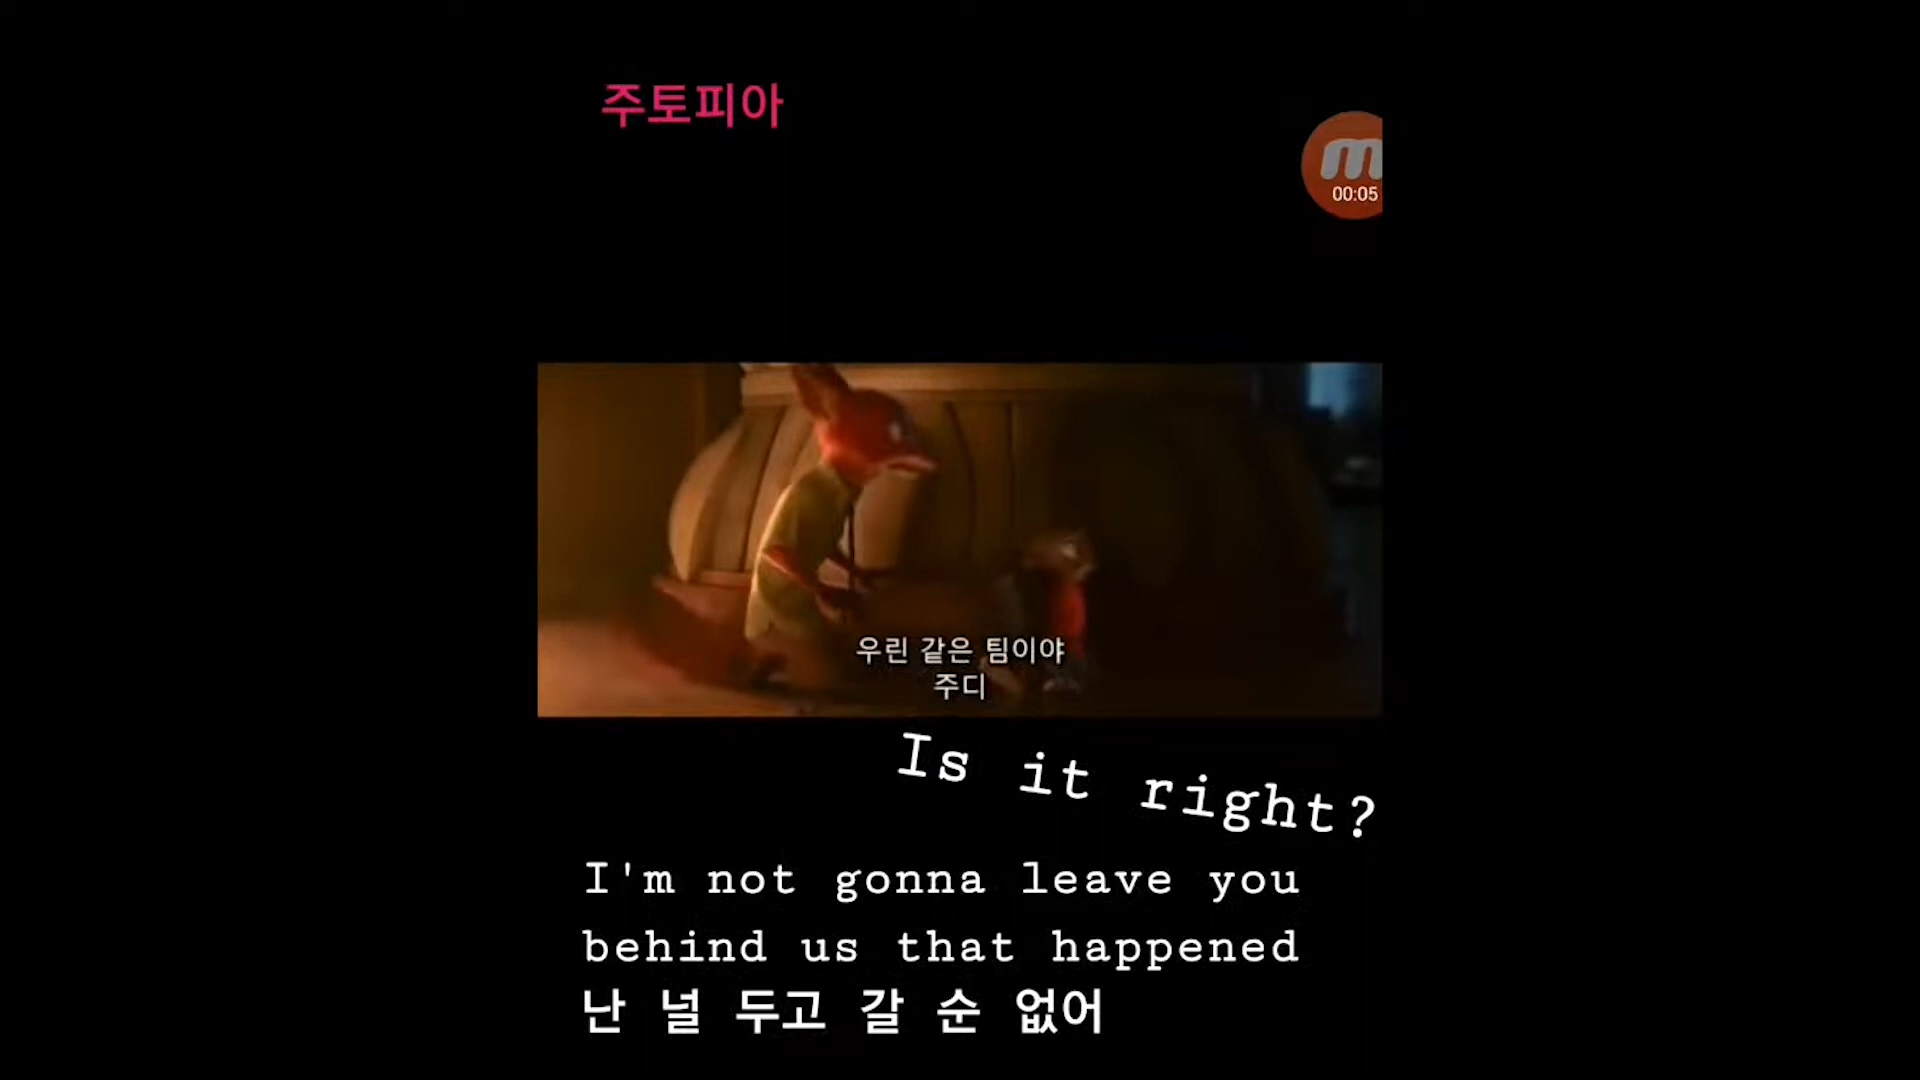 주토피아
m
00:05
우린 같은 팀이야
주디
Is it right?
I'm not gonna leave you
behind us that happened
난 널 두고 갈 순 없어